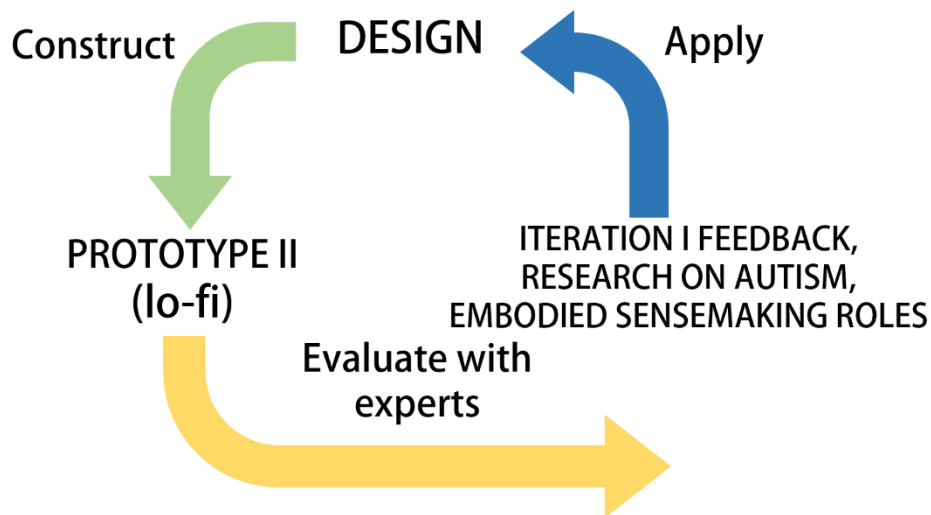 Construct
DESIGN
Apply
PROTOTYPE II
(lo-fi)
ITERATION I FEEDBACK,
RESEARCH ON AUTISM,
EMBODIED SENSEMAKING ROLES
Evaluate with
experts